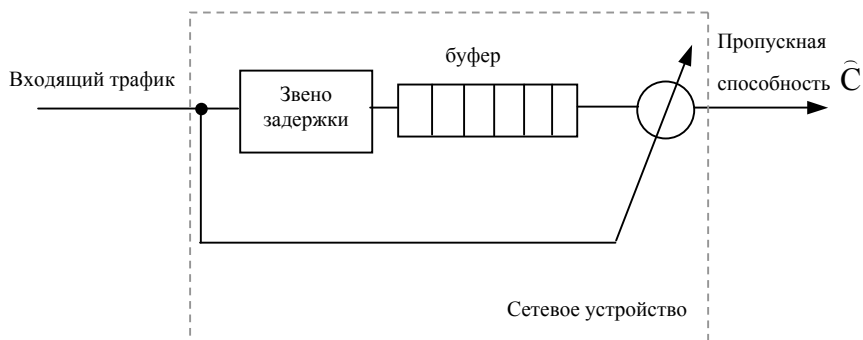 Входящий трафик
Звено
задержки
буфер
Пропускная
способность Ĉ
Сетевое устройство